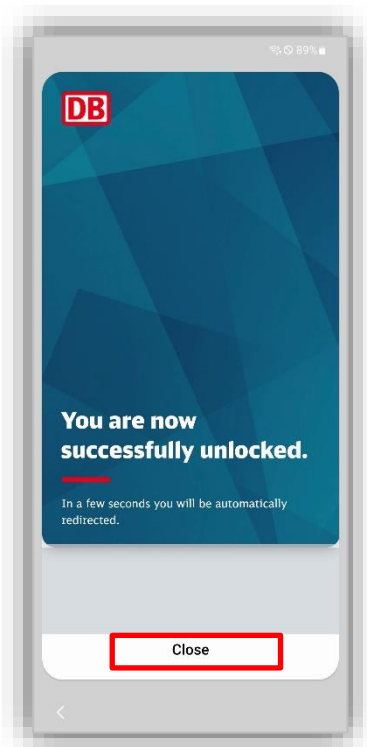 89%
DB
You are now
successfully unlocked.
In a few seconds you will be automatically
redirected.
Close